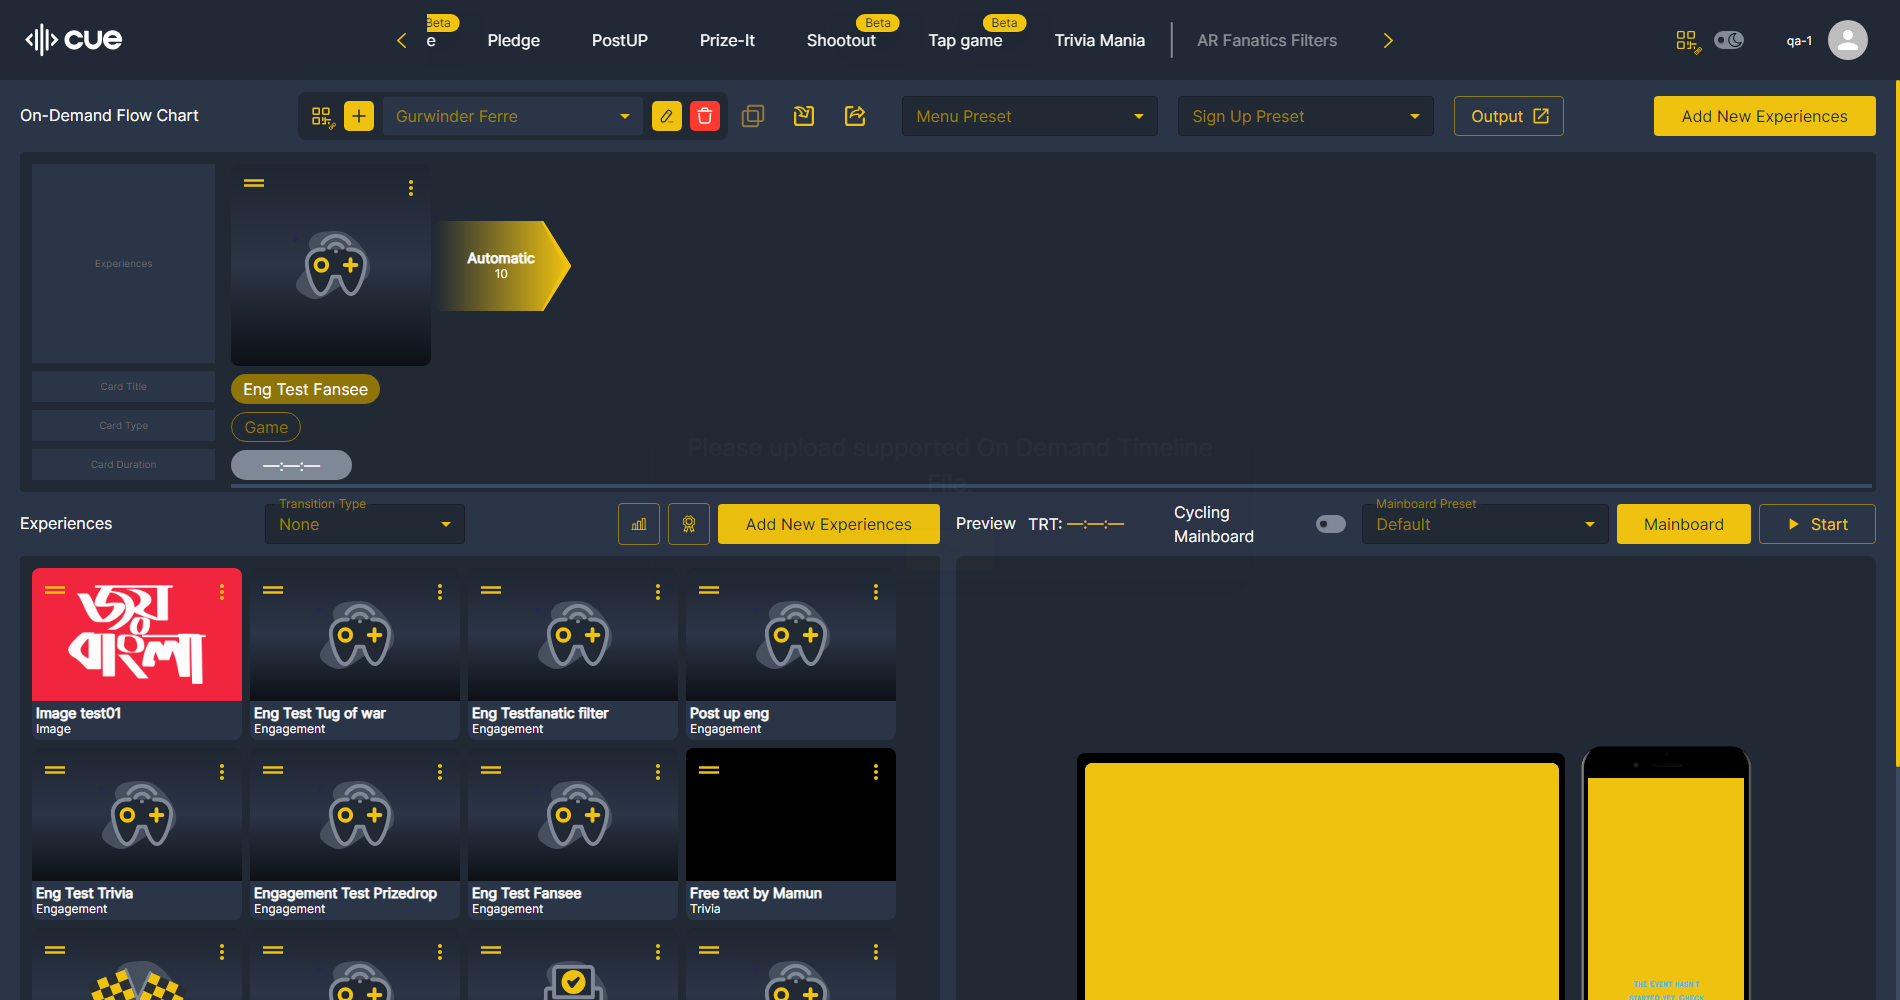 cue
e
Beta
Pledge
PostUP
Prize-It
Shootout
Beta
Tap game
Beta
Trivia Mania
AR Fanatics Filters
qa-1
On-Demand Flow Chart
Gurwinder Ferre
Menu Preset
Sign Up Preset
Output
Add New Experiences
Experiences
Automatic
10
Card Title
Eng Test Fansee
Card Type
Game
Card Duration
—:—:—
Please upload supported On Demand Timeline
File.
Experiences
Transition Type
None
Add New Experiences
Preview
TRT: —:—:—
Cycling
Mainboard
Mainboard Preset
Default
Mainboard
Start
জয়
বাংলা
Image test01
Image
Eng Test Tug of war
Engagement
Eng Testfanatic filter
Engagement
Post up eng
Engagement
Eng Test Trivia
Engagement
Engagement Test Prizedrop
Engagement
Eng Test Fansee
Engagement
Free text by Mamun
Trivia
THE EVENT HASN'T
STARTED YET. CHECK